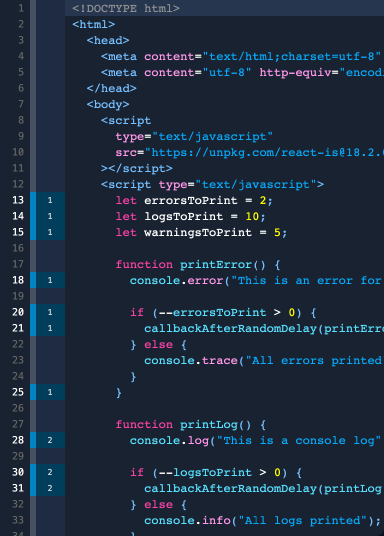 1 <!DOCTYPE html>
2 <html>
3 <head>
4 <meta content="text/html;charset=utf-8"
5 <meta content="utf-8" http-equiv="encod
6 </head>
7 <body>
8 <script
9 type="text/javascript"
10 src="https://unpkg.com/react-is@18.2.
11 ></script>
12 <script type="text/javascript">
13 1 let errorsToPrint = 2;
14 1 let logsToPrint = 10;
15 1 let warningsToPrint = 5;
16
17 function printError() {
18 1 console.error("This is an error for
19
20 1 if (--errorsToPrint > 0) {
21 1 callbackAfterRandomDelay(printErr
22 } else {
23 console.trace("All errors printed
24 }
25 1 }
26
27 function printLog() {
28 2 console.log("This is a console log"
29
30 2 if (--logsToPrint > 0) {
31 2 callbackAfterRandomDelay(printLog
32 } else {
33 console.info("All logs printed");
34 }